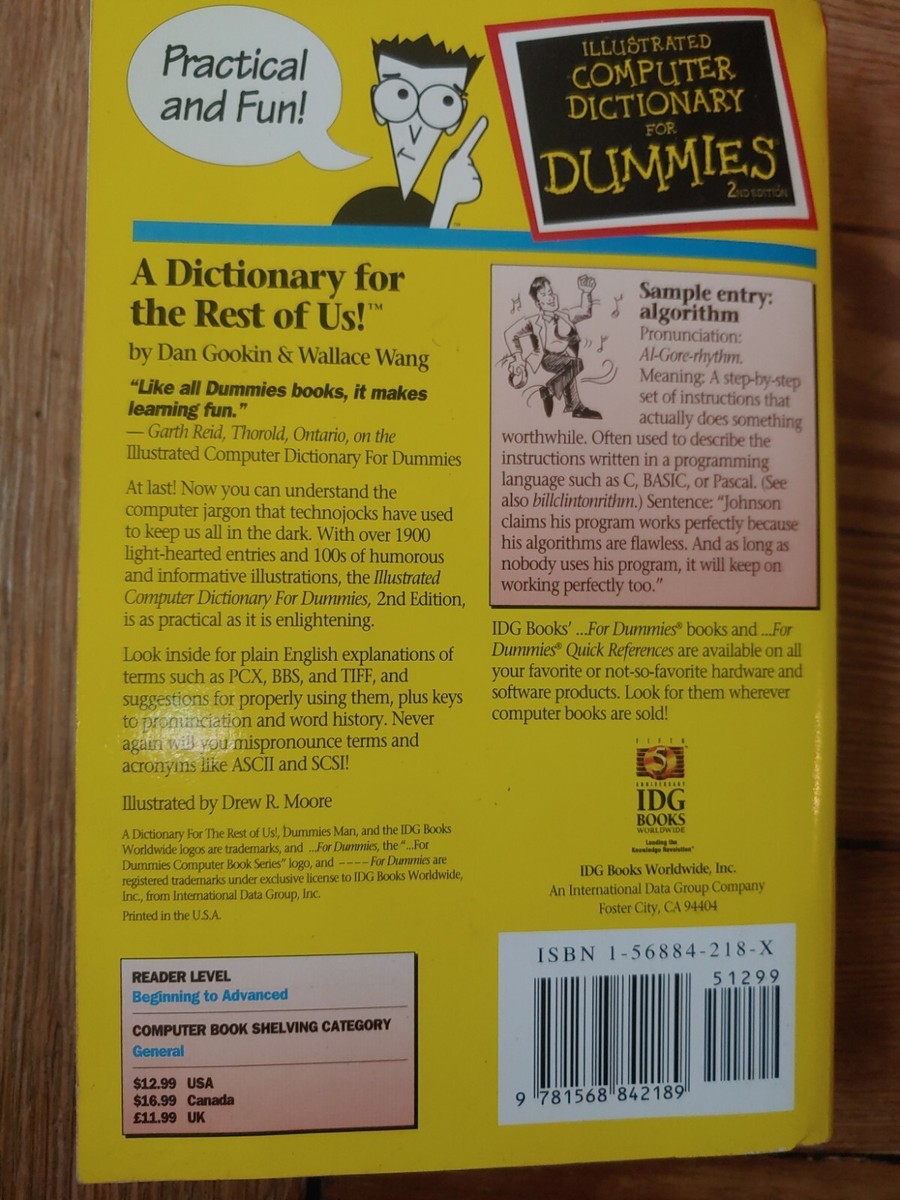 Practical
and Fun!
ILLUSTRATED
COMPUTER
DICTIONARY
FOR
DUMMIES
2ND EDITION
A Dictionary for
the Rest of Us!™
by Dan Gookin & Wallace Wang
"Like all Dummies books, it makes
learning fun."
— Garth Reid, Thorold, Ontario, on the
Illustrated Computer Dictionary For Dummies
At last! Now you can understand the
computer jargon that technojocks have used
to keep us all in the dark. With over 1900
light-hearted entries and 100s of humorous
and informative illustrations, the Illustrated
Computer Dictionary For Dummies, 2nd Edition,
is as practical as it is enlightening.
Look inside for plain English explanations of
terms such as PCX, BBS, and TIFF, and
suggestions for properly using them, plus keys
to pronunciation and word history. Never
again will you mispronounce terms and
acronyms like ASCII and SCSI!
Illustrated by Drew R. Moore
A Dictionary For The Rest of Us!, Dummies Man, and the IDG Books
Worldwide logos are trademarks, and ...For Dummies, the "...For
Dummies Computer Book Series" logo, and ----For Dummies are
registered trademarks under exclusive license to IDG Books Worldwide,
Inc., from International Data Group, Inc.
Printed in the U.S.A.
READER LEVEL
Beginning to Advanced
COMPUTER BOOK SHELVING CATEGORY
General
$12.99 USA
$16.99 Canada
£11.99 UK
Sample entry:
algorithm
Pronunciation:
Al-Gore-rhythm.
Meaning: A step-by-step
set of instructions that
actually does something
worthwhile. Often used to describe the
instructions written in a programming
language such as C, BASIC, or Pascal. (See
also billclintonrithm.) Sentence: "Johnson
claims his program works perfectly because
his algorithms are flawless. And as long as
nobody uses his program, it will keep on
working perfectly too."
IDG Books' ...For Dummies® books and ...For
Dummies® Quick References are available on all
your favorite or not-so-favorite hardware and
software products. Look for them wherever
computer books are sold!
FIFTH
5
ANNIVERSARY
IDG
BOOKS
WORLDWIDE
Leading the
Knowledge Revolution™
IDG Books Worldwide, Inc.
An International Data Group Company
Foster City, CA 94404
ISBN 1-56884-218-X
51299
9 781568 842189